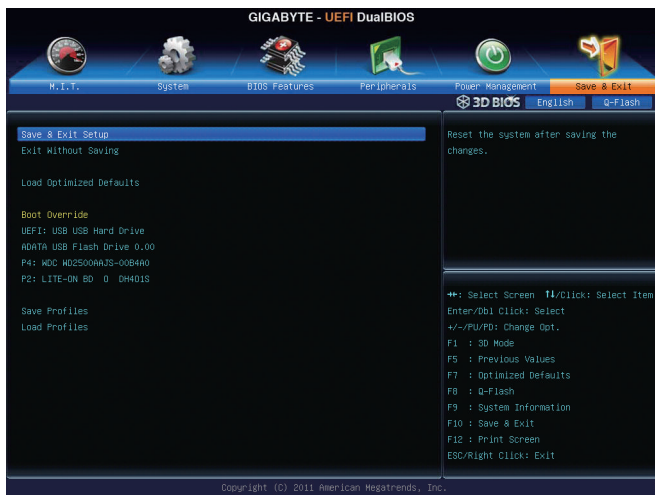 GIGABYTE - UEFI DualBIOS
M.I.T.
System
BIOS Features
Peripherals
Power Management
Save & Exit
3D BIOS
English
Q-Flash
Save & Exit Setup
Exit Without Saving
Load Optimized Defaults
Boot Override
UEFI: USB USB Hard Drive
ADATA USB Flash Drive 0.00
P4: WDC WD2500AAJS-00B4A0
P2: LITE-ON BD  O  DH401S
Save Profiles
Load Profiles
Reset the system after saving the
changes.
→←: Select Screen  ↑↓/Click: Select Item
Enter/Dbl Click: Select
+/-/PU/PD: Change Opt.
F1  : 3D Mode
F5  : Previous Values
F7  : Optimized Defaults
F8  : Q-Flash
F9  : System Information
F10 : Save & Exit
F12 : Print Screen
ESC/Right Click: Exit
Copyright (C) 2011 American Megatrends, Inc.